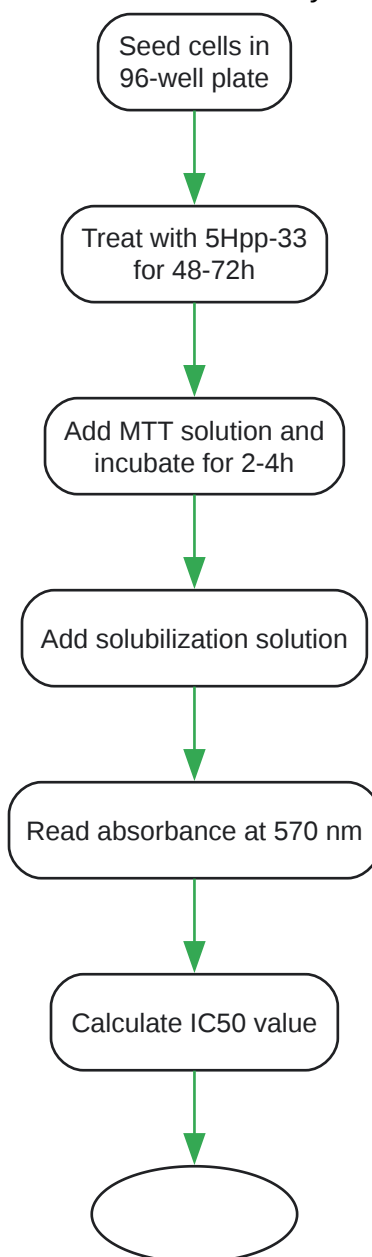 Seed cells in
96-well plate
Treat with 5Hpp-33
for 48-72h
Add MTT solution and
incubate for 2-4h
Add solubilization solution
Read absorbance at 570 nm
Calculate IC50 value